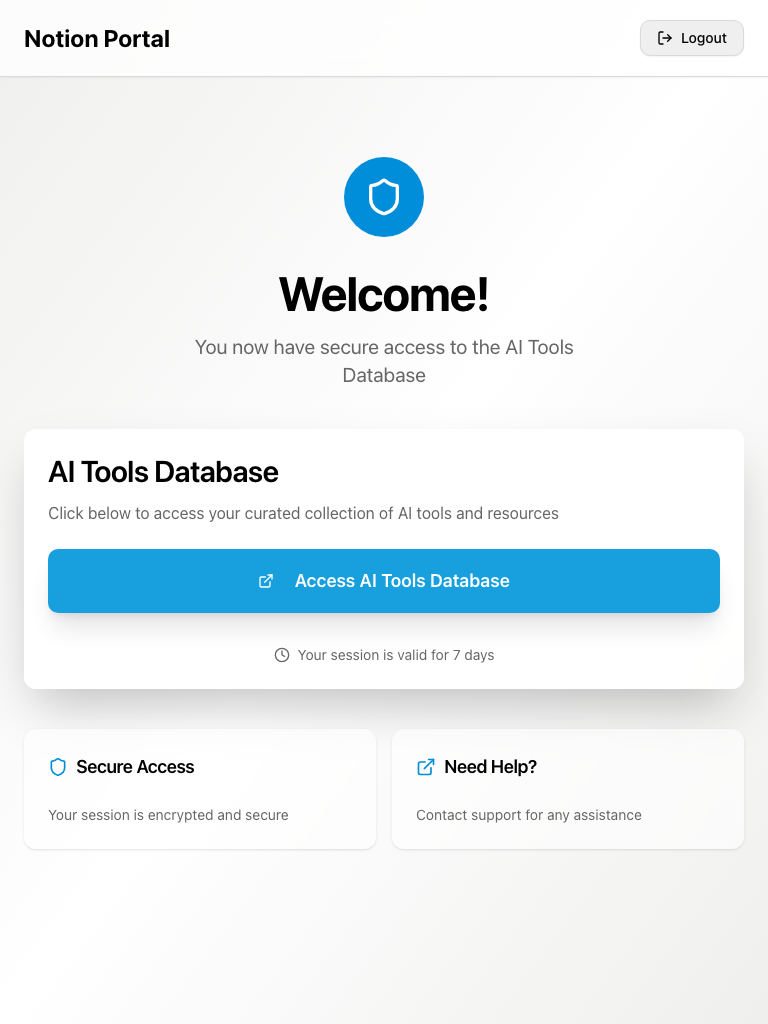 Notion Portal
Logout
Welcome!
You now have secure access to the AI Tools
Database
AI Tools Database
Click below to access your curated collection of AI tools and resources
Access AI Tools Database
Your session is valid for 7 days
Secure Access
Your session is encrypted and secure
Need Help?
Contact support for any assistance